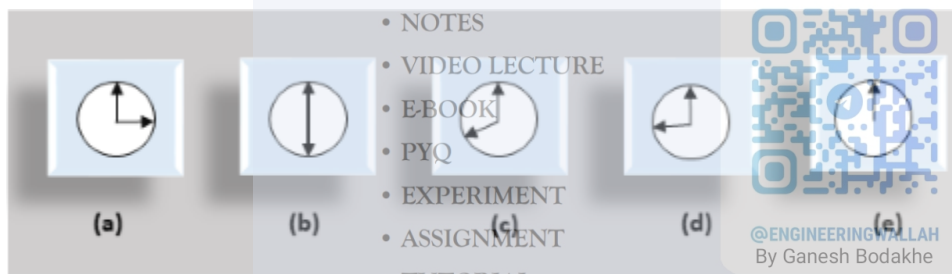 • NOTES
• VIDEO LECTURE
• E-BOOK
• PYQ
• EXPERIMENT
• ASSIGNMENT
(a) (b) (c) (d) (e)
@ENGINEERINGWALLAH
By Ganesh Bodakhe